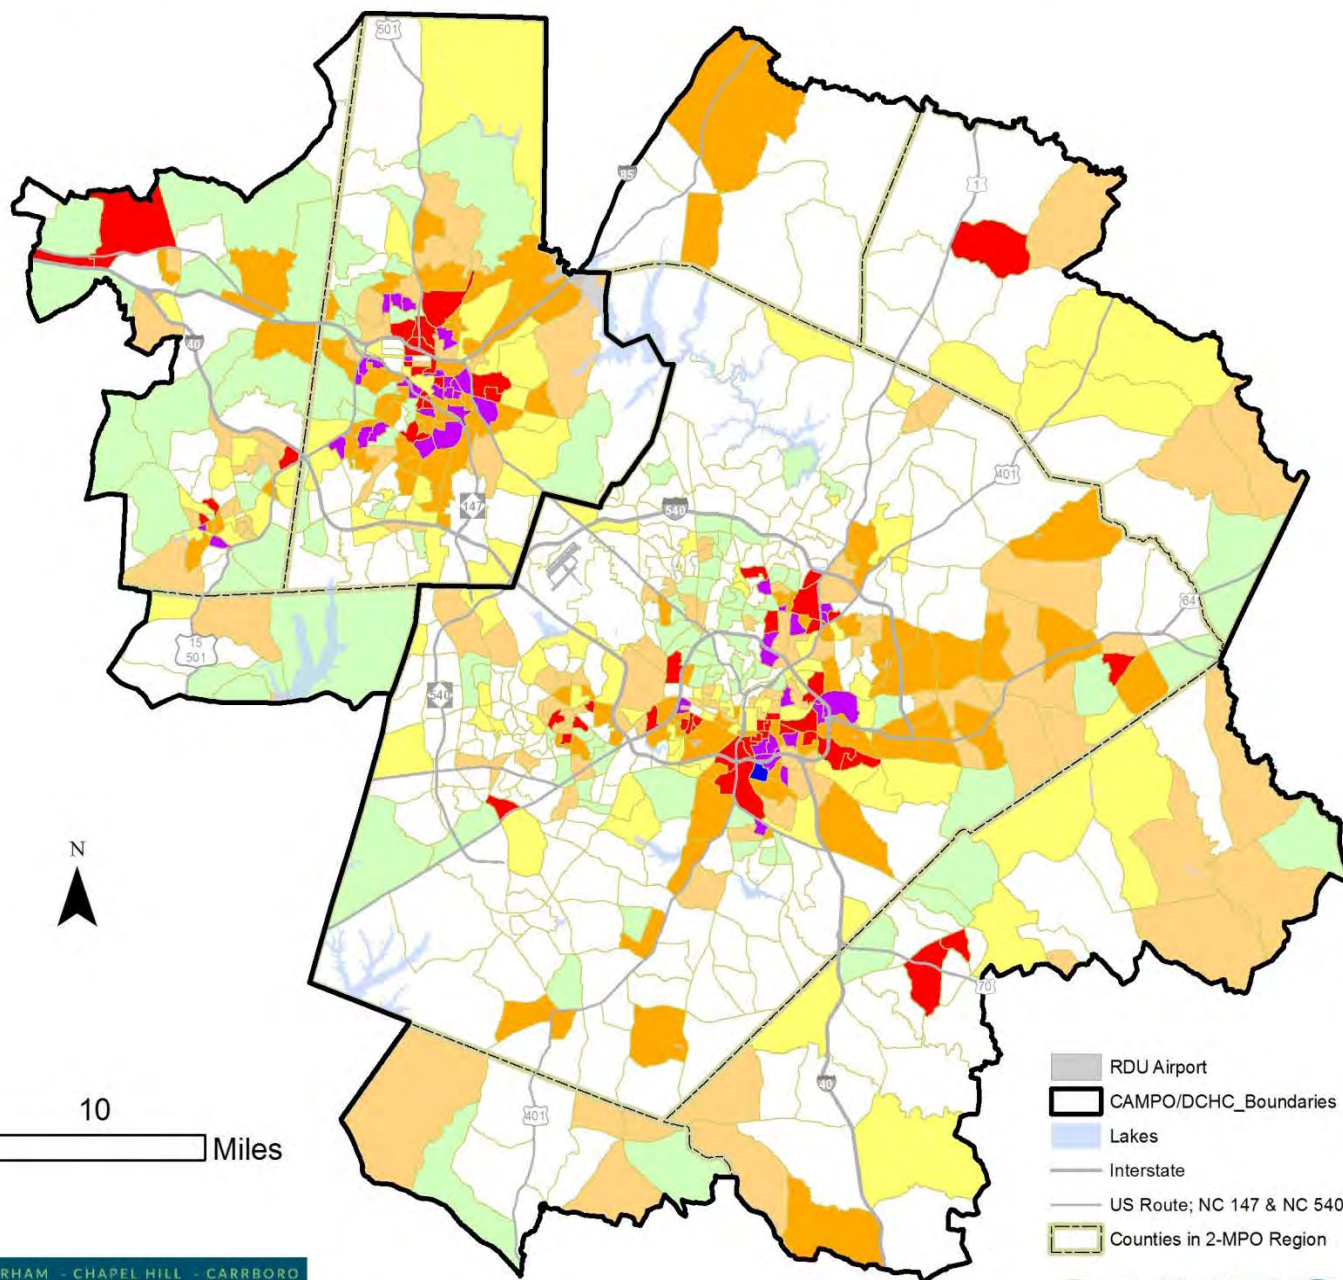 501
85
1
40
401
147
540
64
15
501
540
N
70
10
Miles
40
401
RDU Airport
CAMPO/DCHC_Boundaries
Lakes
Interstate
US Route; NC 147 & NC 540
Counties in 2-MPO Region
RHAM - CHAPEL HILL - CARRBORO